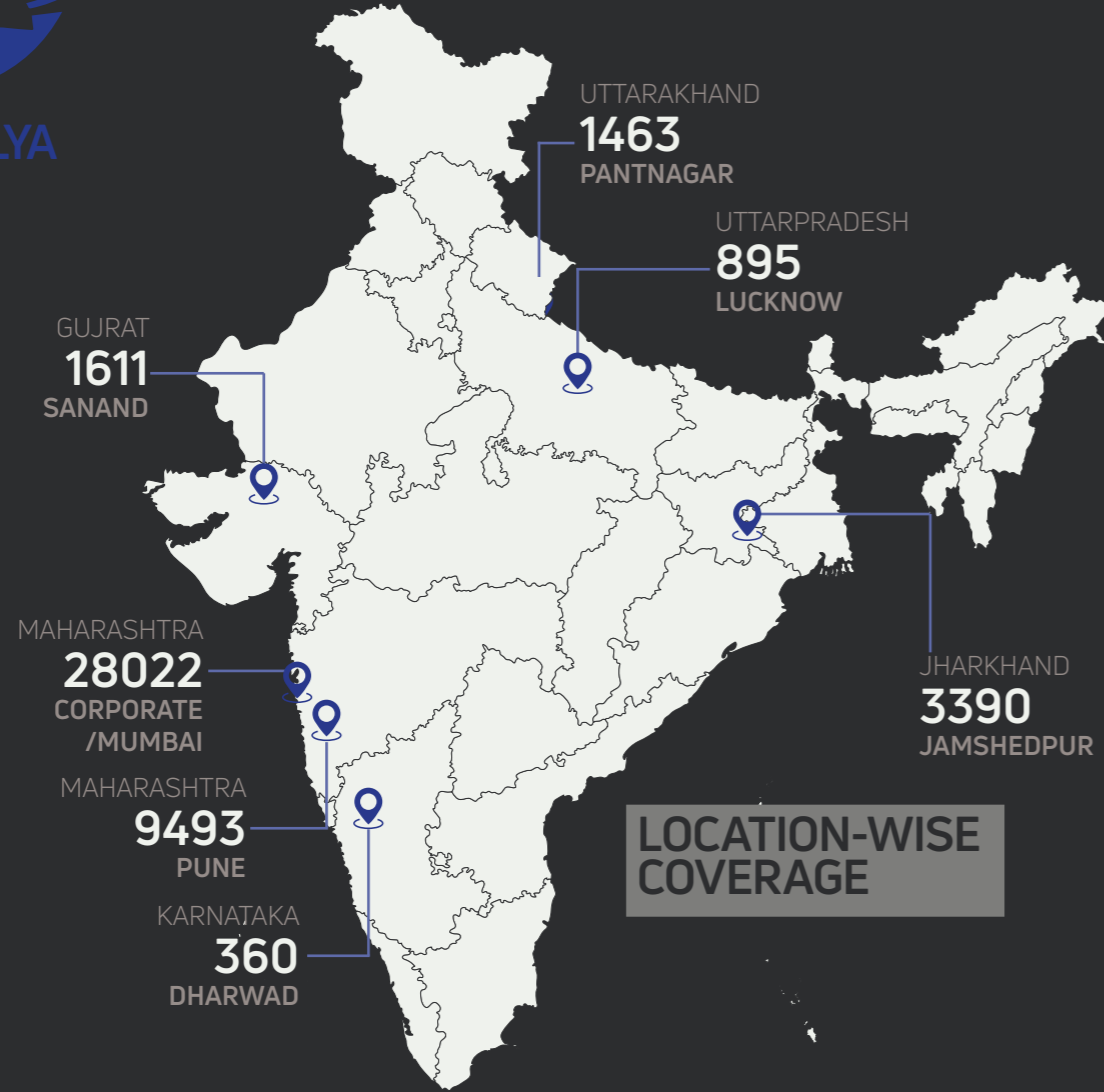 LYA
UTTARAKHAND
1463
PANTNAGAR
UTTARPRADESH
895
LUCKNOW
GUJRAT
1611
SANAND
MAHARASHTRA
28022
CORPORATE
/MUMBAI
MAHARASHTRA
9493
PUNE
KARNATAKA
360
DHARWAD
JHARKHAND
3390
JAMSHEDPUR
LOCATION-WISE
COVERAGE